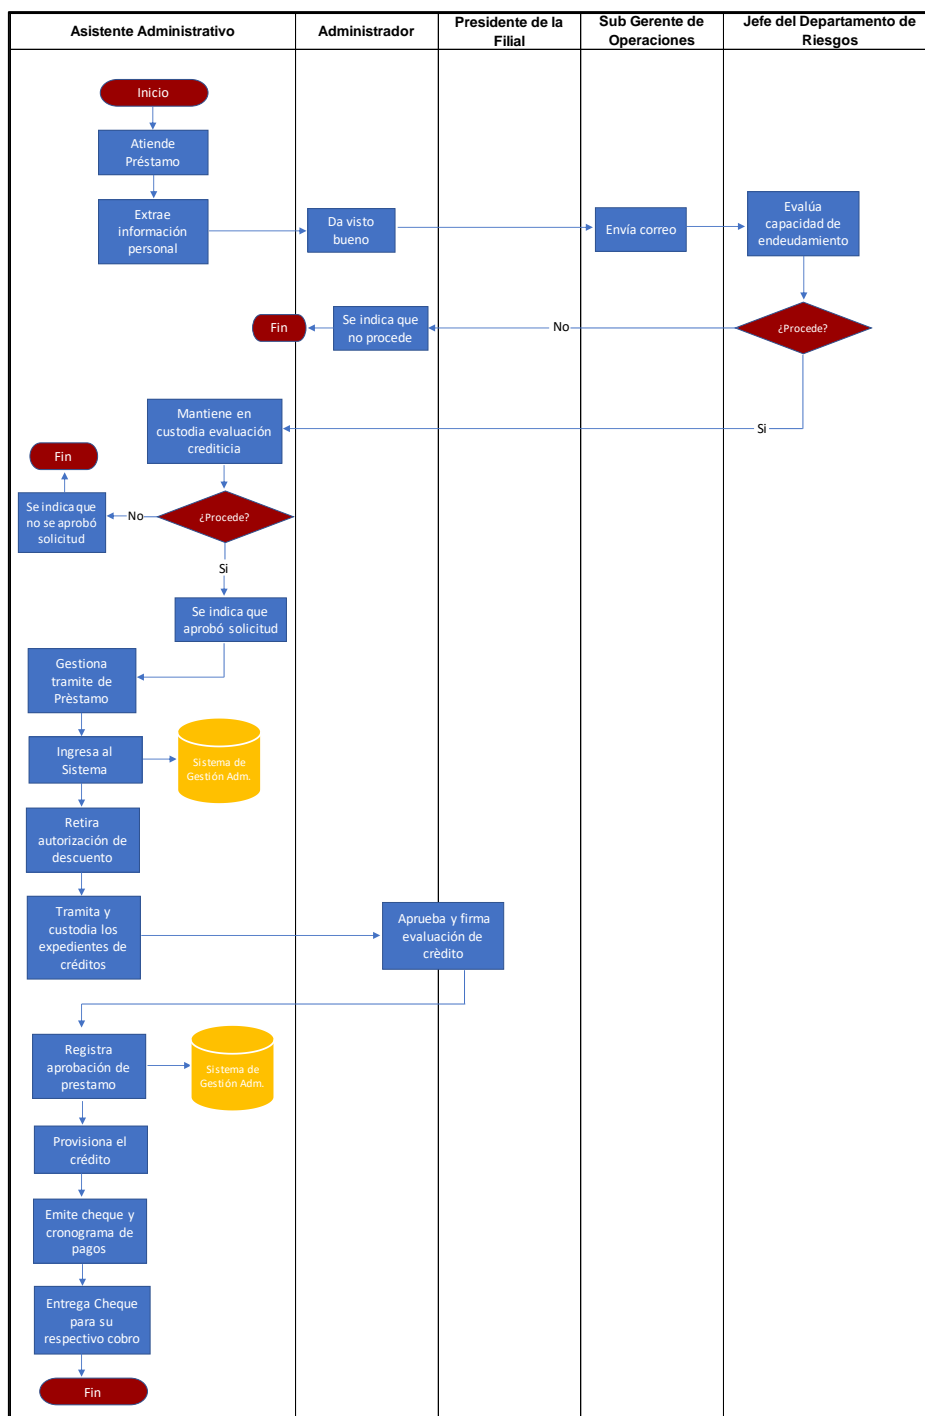 Asistente Administrativo
Administrador
Presidente de la
Filial
Sub Gerente de
Operaciones
Jefe del Departamento de
Riesgos
Inicio
Atiende
Préstamo
Extrae
información
personal
Da visto
bueno
Envía correo
Evalúa
capacidad de
endeudamiento
¿Procede?
No
Se indica que
no procede
Fin
Si
Mantiene en
custodia evaluación
crediticia
¿Procede?
No
Se indica que
no se aprobó
solicitud
Fin
Si
Se indica que
aprobó solicitud
Gestiona
tramite de
Prèstamo
Ingresa al
Sistema
Sistema de
Gestión Adm.
Retira
autorización de
descuento
Tramita y
custodia los
expedientes de
créditos
Aprueba y firma
evaluación de
crèdito
Registra
aprobación de
prestamo
Sistema de
Gestión Adm.
Provisiona el
crédito
Emite cheque y
cronograma de
pagos
Entrega Cheque
para su
respectivo cobro
Fin